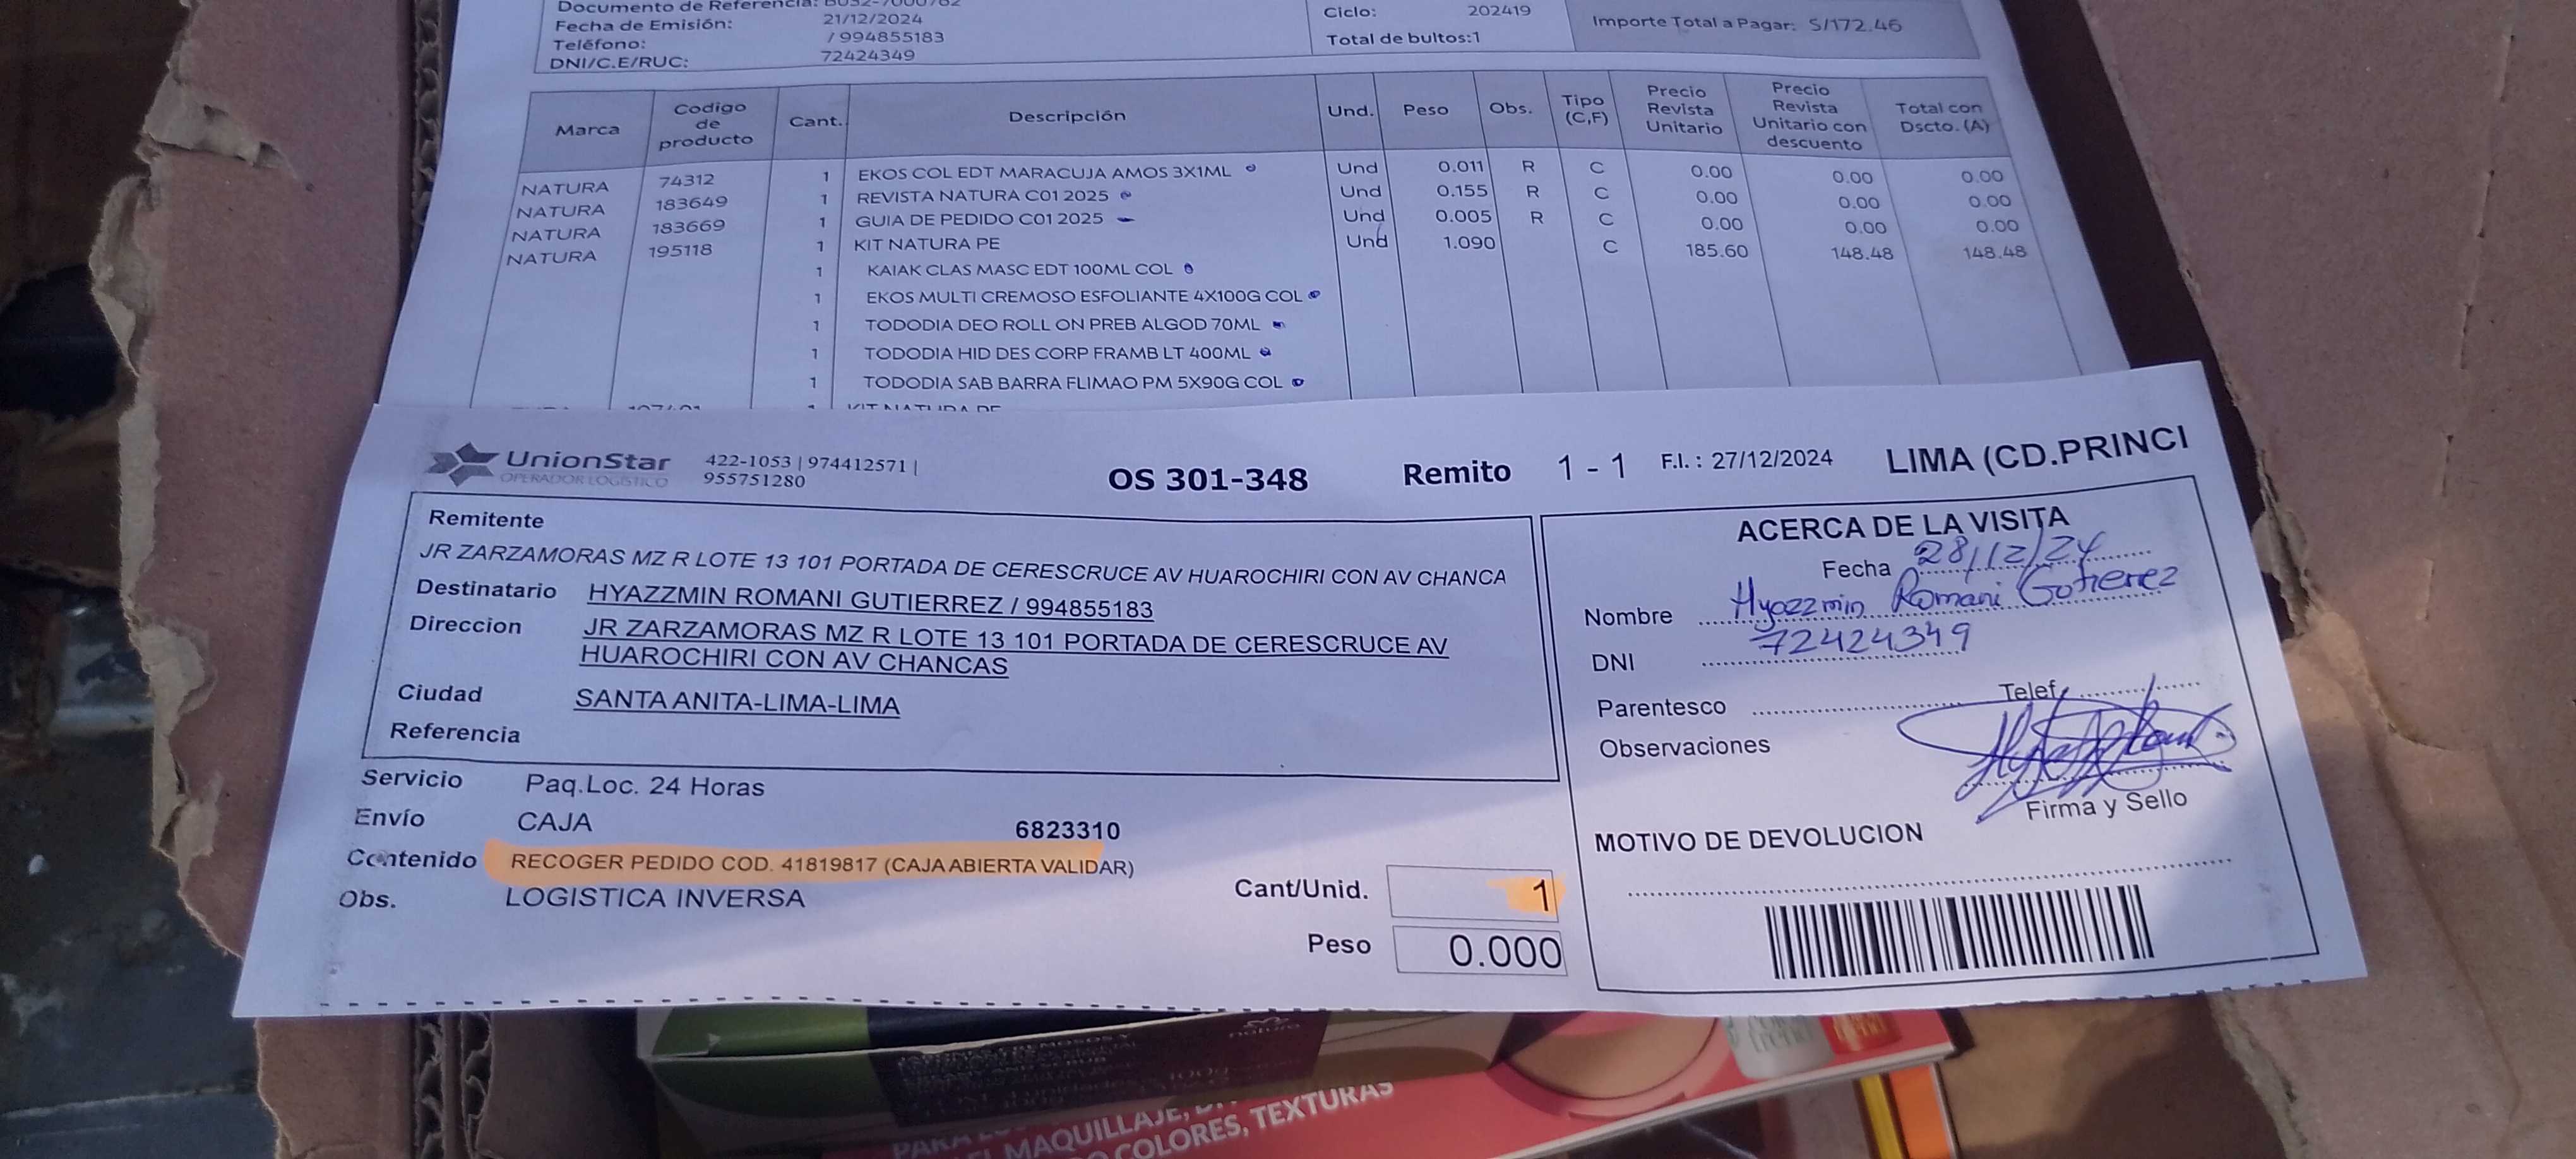 Documento de Referencia: B032-7000782
Fecha de Emisión: 21/12/2024
Teléfono: / 994855183
DNI/C.E/RUC: 72424349
Ciclo: 202419
Total de bultos:1
Importe Total a Pagar: S/172.46
Marca Codigo de producto Cant. Descripción Und. Peso Obs. Tipo (C,F) Precio Revista Unitario Precio Revista Unitario con descuento Total con Dscto. (A)
NATURA 74312 1 EKOS COL EDT MARACUJA AMOS 3X1ML Und 0.011 R C 0.00 0.00 0.00
NATURA 183649 1 REVISTA NATURA C01 2025 Und 0.155 R C 0.00 0.00 0.00
NATURA 183669 1 GUIA DE PEDIDO C01 2025 Und 0.005 R C 0.00 0.00 0.00
NATURA 195118 1 KIT NATURA PE Und 1.090 C 185.60 148.48 148.48
1 KAIAK CLAS MASC EDT 100ML COL
1 EKOS MULTI CREMOSO ESFOLIANTE 4X100G COL
1 TODODIA DEO ROLL ON PREB ALGOD 70ML
1 TODODIA HID DES CORP FRAMB LT 400ML
1 TODODIA SAB BARRA FLIMAO PM 5X90G COL
1 KIT NATURA PE
UnionStar
OPERADOR LOGISTICO
422-1053 | 974412571 |
955751280
OS 301-348
Remito 1 - 1 F.I. : 27/12/2024 LIMA (CD.PRINCI
Remitente
JR ZARZAMORAS MZ R LOTE 13 101 PORTADA DE CERESCRUCE AV HUAROCHIRI CON AV CHANCA
Destinatario HYAZZMIN ROMANI GUTIERREZ / 994855183
Direccion JR ZARZAMORAS MZ R LOTE 13 101 PORTADA DE CERESCRUCE AV
HUAROCHIRI CON AV CHANCAS
Ciudad SANTA ANITA-LIMA-LIMA
Referencia
Servicio Paq.Loc. 24 Horas
Envío CAJA 6823310
Contenido RECOGER PEDIDO COD. 41819817 (CAJA ABIERTA VALIDAR)
Obs. LOGISTICA INVERSA
Cant/Unid. 1
Peso 0.000
ACERCA DE LA VISITA
Fecha 28/12/24
Nombre Hyazzmin Romani Gutierrez
DNI 72424349
Parentesco Telef.
Observaciones
Firma y Sello
MOTIVO DE DEVOLUCION
natura
MAQUILLAJE,
COLORES, TEXTURAS